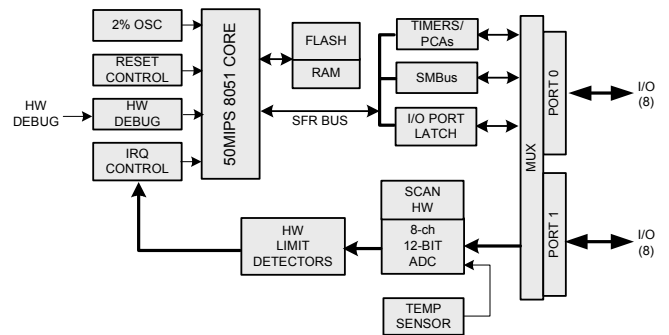 2% OSC
RESET
CONTROL
HW
DEBUG
HW
DEBUG
IRQ
CONTROL
50MIPS 8051 CORE
FLASH
RAM
SFR BUS
TIMERS/
PCAs
SMBus
I/O PORT
LATCH
MUX
PORT 0
I/O
(8)
PORT 1
I/O
(8)
HW
LIMIT
DETECTORS
SCAN
HW
8-ch
12-BIT
ADC
TEMP
SENSOR